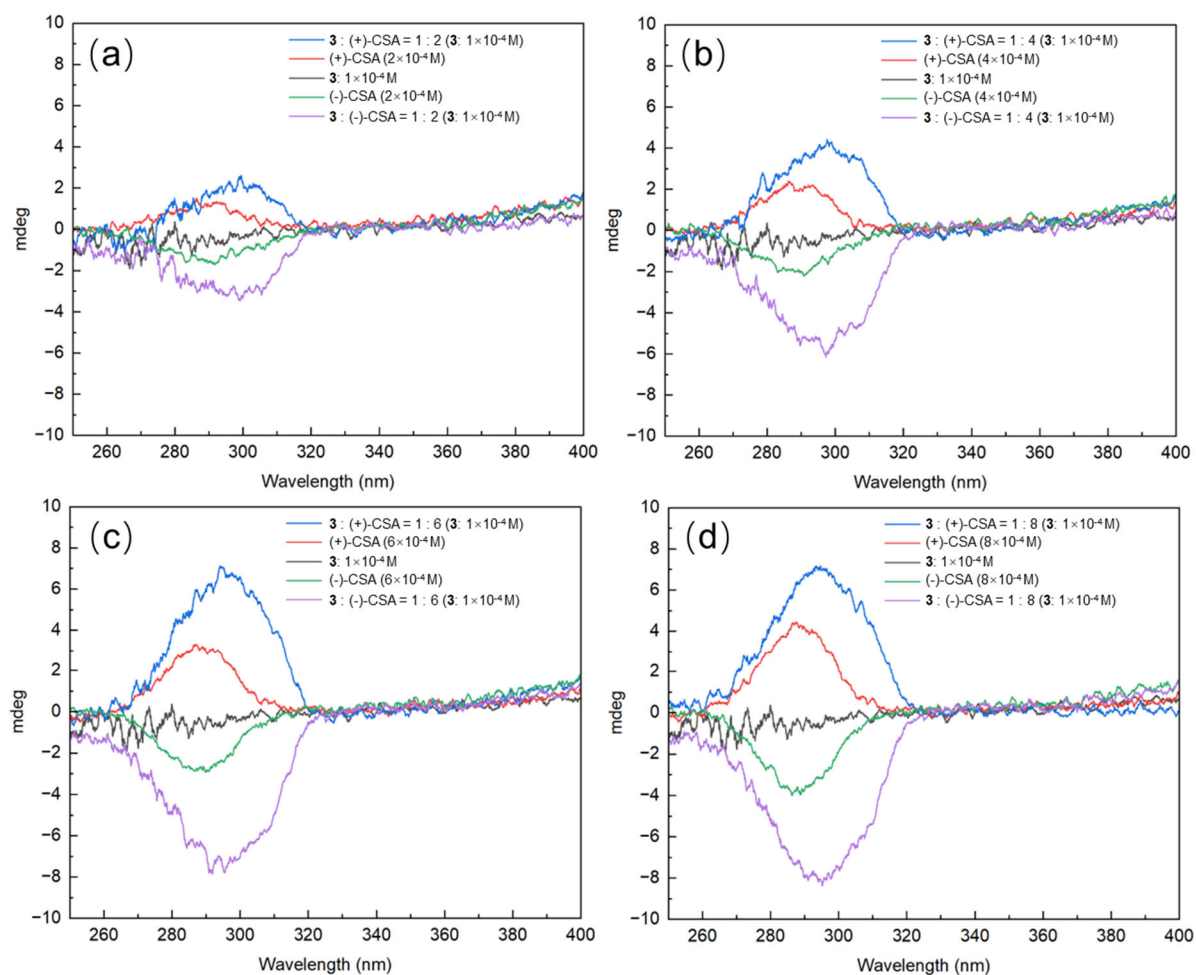 (a)
3 : (+)-CSA = 1 : 2 (3: 1×10⁻⁴ M)
(+)-CSA (2×10⁻⁴ M)
3: 1×10⁻⁴ M
(-)-CSA (2×10⁻⁴ M)
3 : (-)-CSA = 1 : 2 (3: 1×10⁻⁴ M)
10
8
6
4
2
0
−2
−4
−6
−8
−10
mdeg
260 280 300 320 340 360 380 400
Wavelength (nm)
(b)
3 : (+)-CSA = 1 : 4 (3: 1×10⁻⁴ M)
(+)-CSA (4×10⁻⁴ M)
3: 1×10⁻⁴ M
(-)-CSA (4×10⁻⁴ M)
3 : (-)-CSA = 1 : 4 (3: 1×10⁻⁴ M)
10
8
6
4
2
0
−2
−4
−6
−8
−10
mdeg
260 280 300 320 340 360 380 400
Wavelength (nm)
(c)
3 : (+)-CSA = 1 : 6 (3: 1×10⁻⁴ M)
(+)-CSA (6×10⁻⁴ M)
3: 1×10⁻⁴ M
(-)-CSA (6×10⁻⁴ M)
3 : (-)-CSA = 1 : 6 (3: 1×10⁻⁴ M)
10
8
6
4
2
0
−2
−4
−6
−8
−10
mdeg
260 280 300 320 340 360 380 400
Wavelength (nm)
(d)
3 : (+)-CSA = 1 : 8 (3: 1×10⁻⁴ M)
(+)-CSA (8×10⁻⁴ M)
3: 1×10⁻⁴ M
(-)-CSA (8×10⁻⁴ M)
3 : (-)-CSA = 1 : 8 (3: 1×10⁻⁴ M)
10
8
6
4
2
0
−2
−4
−6
−8
−10
mdeg
260 280 300 320 340 360 380 400
Wavelength (nm)